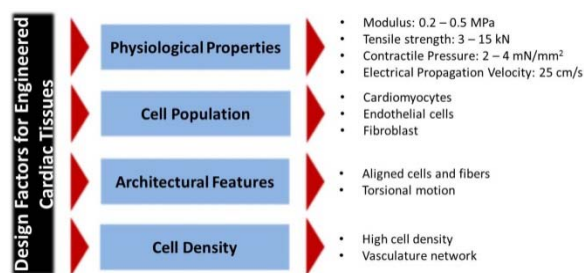 Design Factors for Engineered
Cardiac Tissues
Physiological Properties
• Modulus: 0.2 – 0.5 MPa
• Tensile strength: 3 – 15 kN
• Contractile Pressure: 2 – 4 mN/mm²
• Electrical Propagation Velocity: 25 cm/s
Cell Population
• Cardiomyocytes
• Endothelial cells
• Fibroblast
Architectural Features
• Aligned cells and fibers
• Torsional motion
Cell Density
• High cell density
• Vasculature network